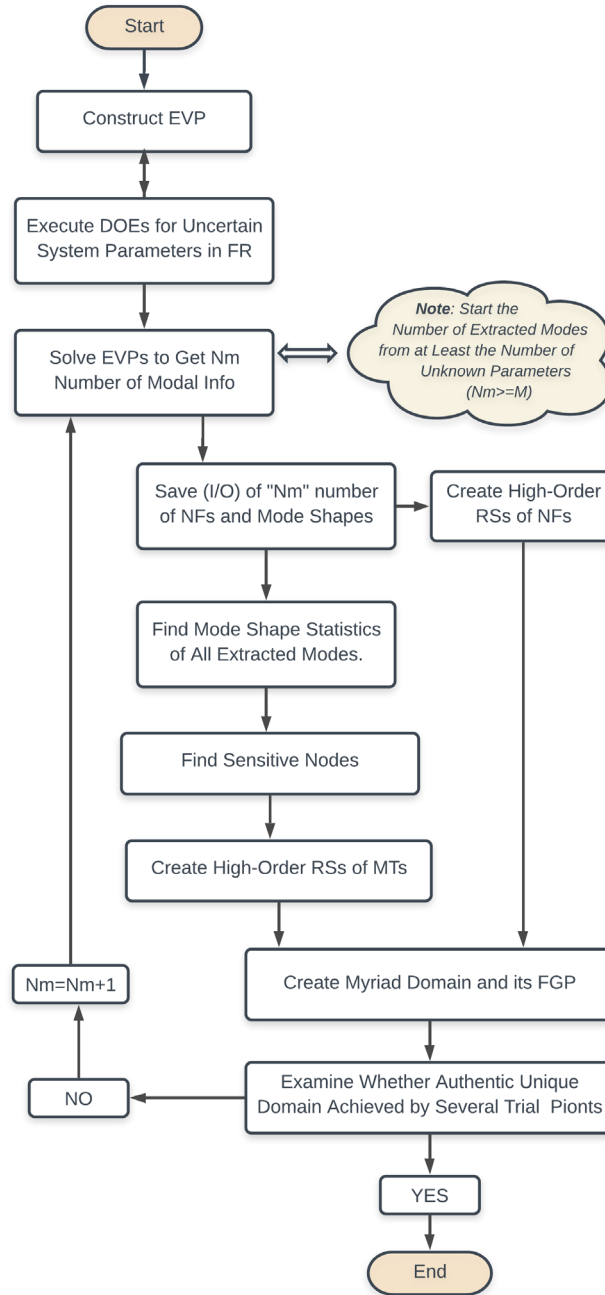 Start
Construct EVP
Execute DOEs for Uncertain
System Parameters in FR
Note: Start the
Number of Extracted Modes
from at Least the Number of
Unknown Parameters
(Nm>=M)
Solve EVPs to Get Nm
Number of Modal Info
Save (I/O) of "Nm" number
of NFs and Mode Shapes
Create High-Order
RSs of NFs
Find Mode Shape Statistics
of All Extracted Modes.
Find Sensitive Nodes
Create High-Order RSs of MTs
Nm=Nm+1
Create Myriad Domain and its FGP
NO
Examine Whether Authentic Unique
Domain Achieved by Several Trial Pionts
YES
End